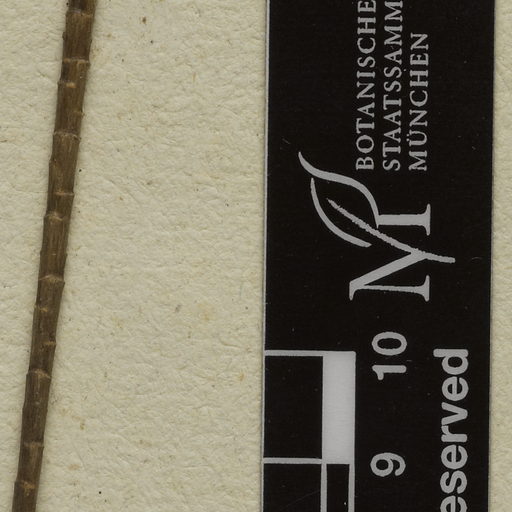 BOTANISCHE
STAATSSAMM
MÜNCHEN
M
10
9
eserved